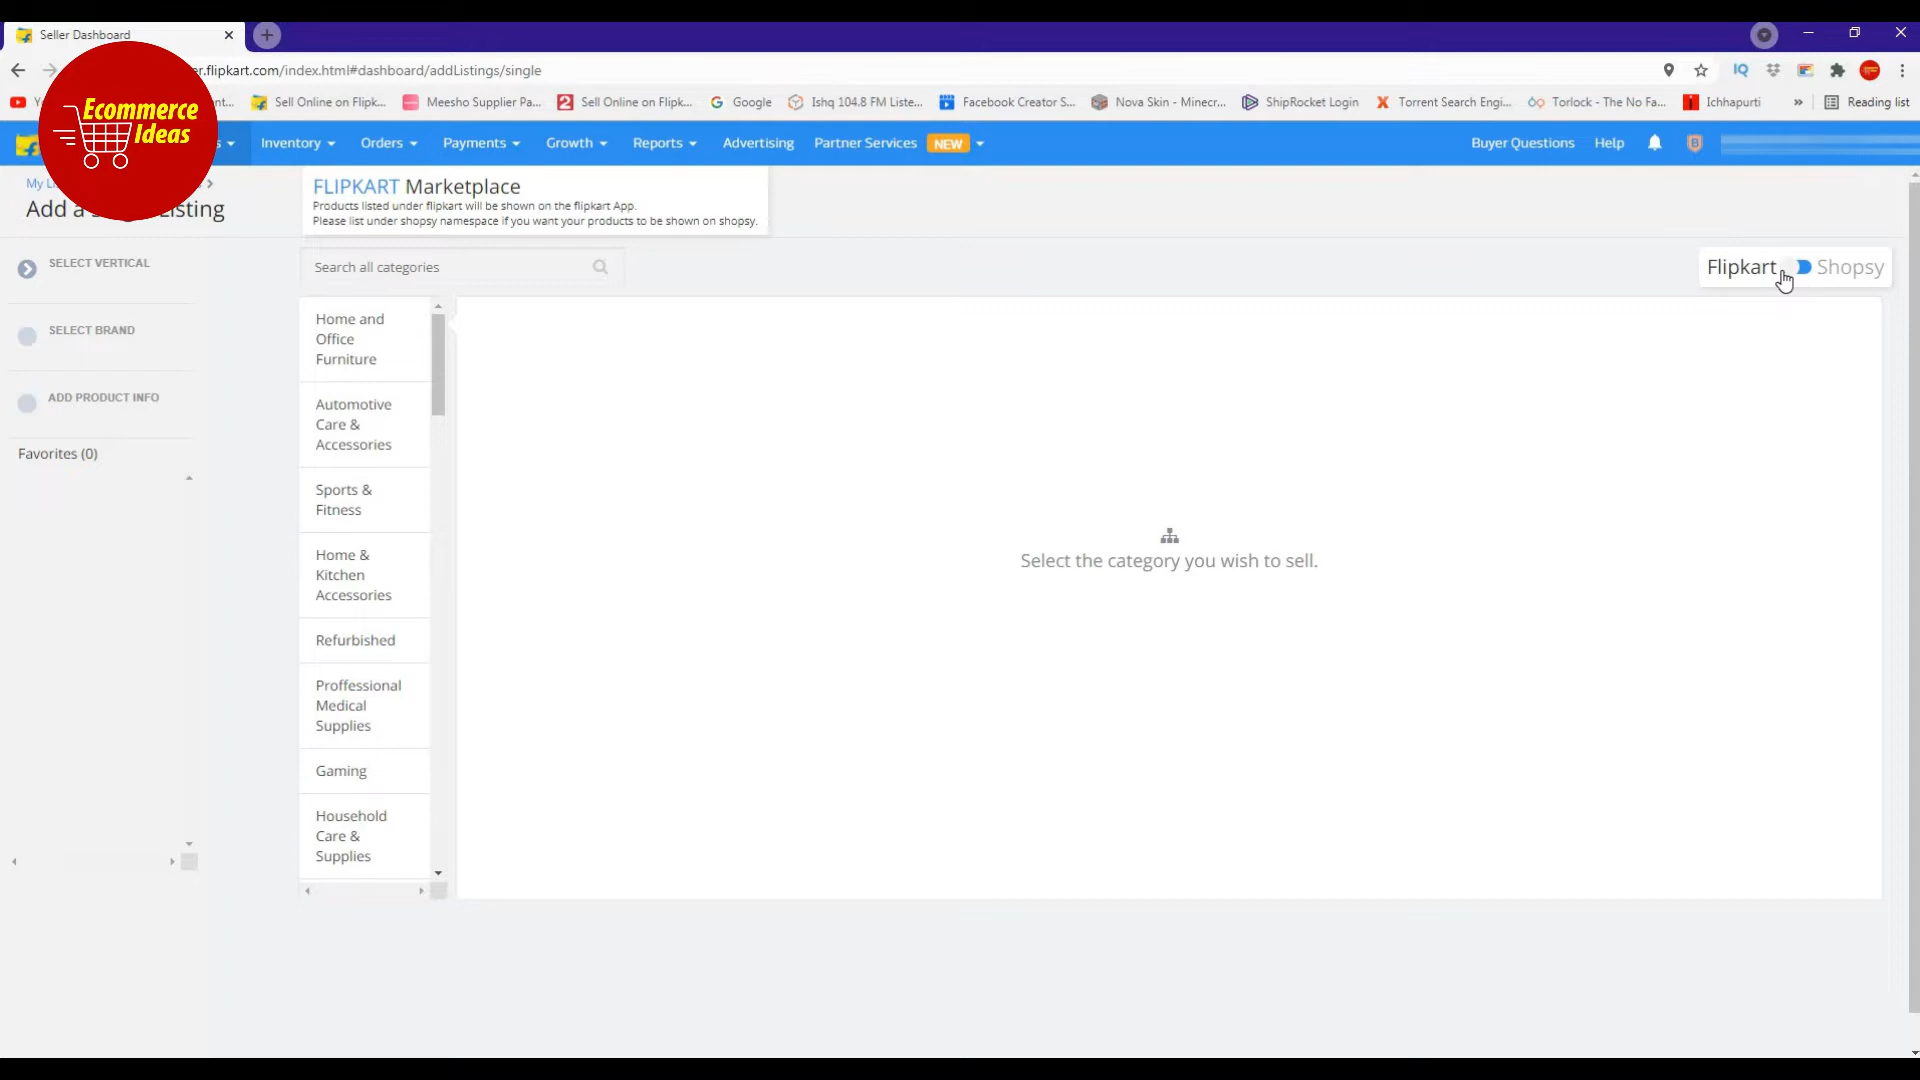 Seller Dashboard
r.flipkart.com/index.html#dashboard/addListings/single
Sell Online on Flipk...
Meesho Supplier Pa...
Sell Online on Flipk...
Google
Ishq 104.8 FM Liste...
Facebook Creator S...
Nova Skin - Minecr...
ShipRocket Login
Torrent Search Engi...
Torlock - The No Fa...
Ichhapurti
»
Reading list
Ecommerce
Ideas
Inventory
Orders
Payments
Growth
Reports
Advertising
Partner Services
NEW
Buyer Questions
Help
My Li
Add a
Listing
FLIPKART Marketplace
Products listed under flipkart will be shown on the flipkart App.
Please list under shopsy namespace if you want your products to be shown on shopsy.
SELECT VERTICAL
SELECT BRAND
ADD PRODUCT INFO
Favorites (0)
Search all categories
Flipkart
Shopsy
Home and
Office
Furniture
Automotive
Care &
Accessories
Sports &
Fitness
Home &
Kitchen
Accessories
Refurbished
Proffessional
Medical
Supplies
Gaming
Household
Care &
Supplies
Select the category you wish to sell.